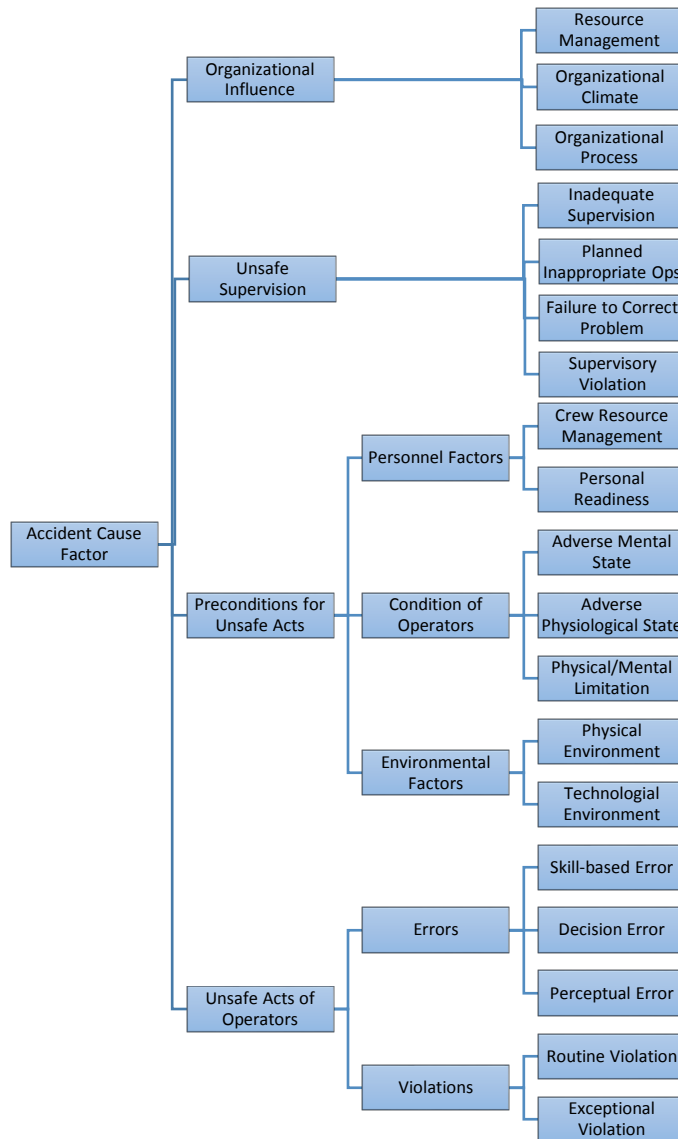 Resource
Management
Organizational
Influence
Organizational
Climate
Organizational
Process
Inadequate
Supervision
Planned
Inappropriate Ops
Unsafe
Supervision
Failure to Correct
Problem
Supervisory
Violation
Crew Resource
Management
Personnel Factors
Personal
Readiness
Accident Cause
Factor
Adverse Mental
State
Preconditions for
Unsafe Acts
Condition of
Operators
Adverse
Physiological State
Physical/Mental
Limitation
Physical
Environment
Environmental
Factors
Technologial
Environment
Skill-based Error
Errors
Decision Error
Perceptual Error
Unsafe Acts of
Operators
Routine Violation
Violations
Exceptional
Violation